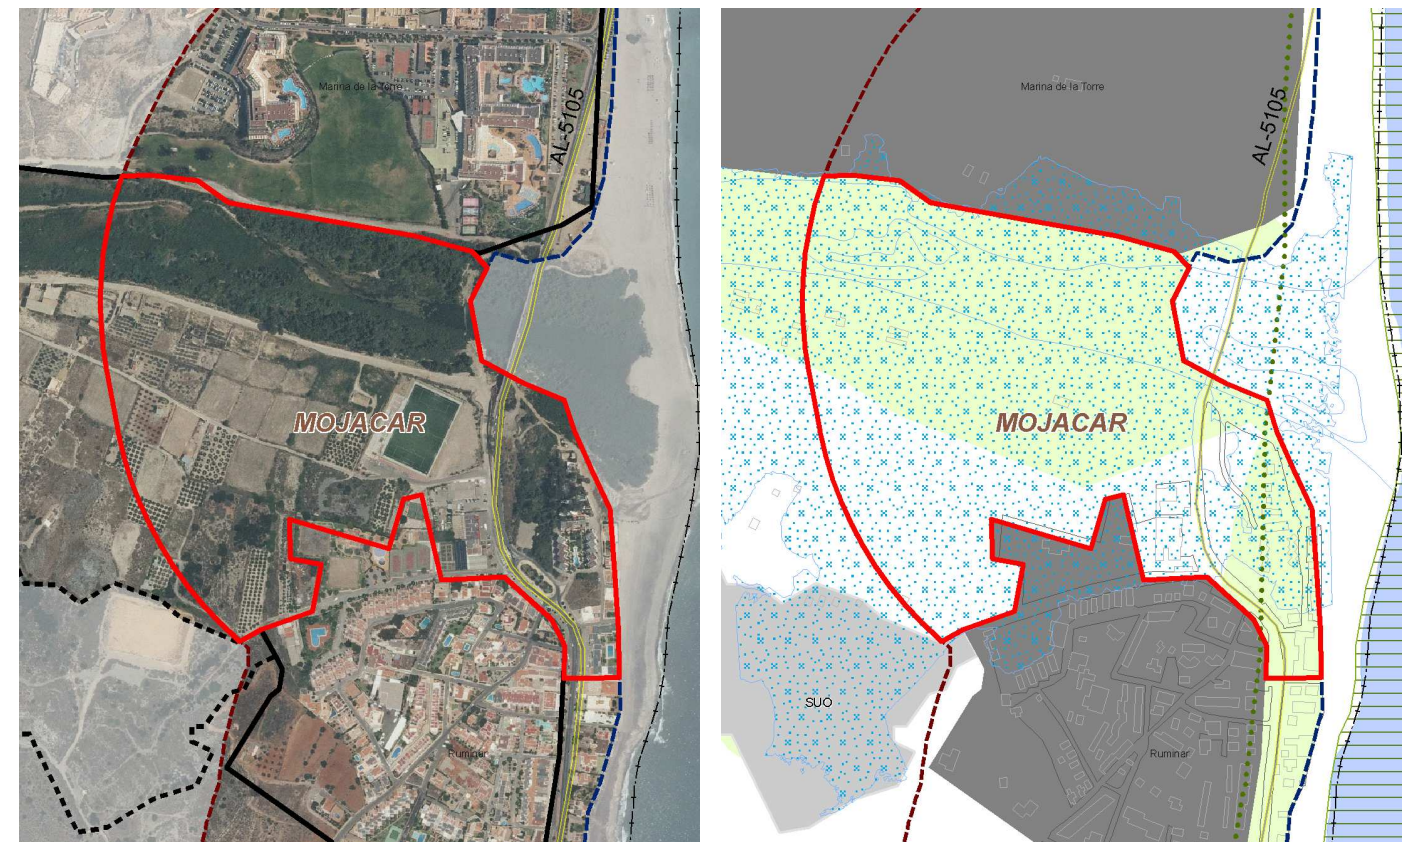 Marina de la Torre
AL-5105
MOJACAR
Ruminar
Marina de la Torre
AL-5105
MOJACAR
SUO
Ruminar